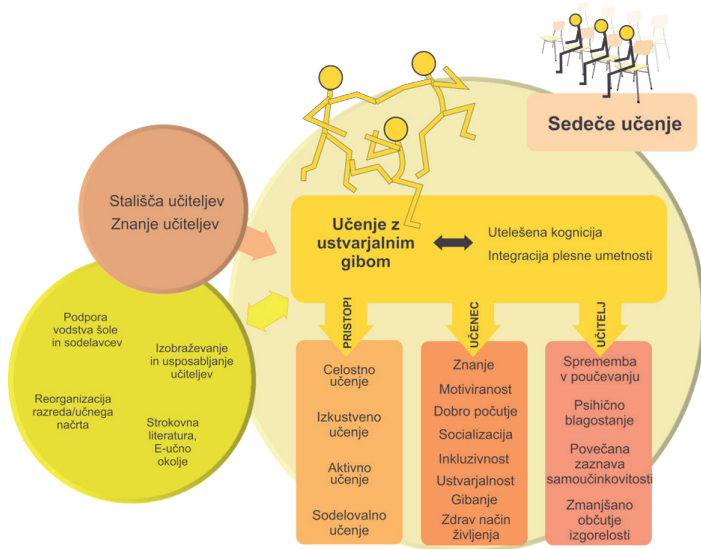 Sedeče učenje
Stališča učiteljev
Znanje učiteljev
Učenje z
ustvarjalnim
gibom
Utelešena kognicija
Integracija plesne umetnosti
Podpora
vodstva šole
in sodelavcev
Izobraževanje
in usposabljanje
učiteljev
Reorganizacija
razreda/učnega
načrta
Strokovna
literatura,
E-učno
okolje
PRISTOPI
Celostno
učenje
Izkustveno
učenje
Aktivno
učenje
Sodelovalno
učenje
UČENEC
Znanje
Motiviranost
Dobro počutje
Socializacija
Inkluzivnost
Ustvarjalnost
Gibanje
Zdrav način
življenja
UČITELJ
Sprememba
v poučevanju
Psihično
blagostanje
Povečana
zaznava
samoučinkovitosti
Zmanjšano
občutje
izgorelosti